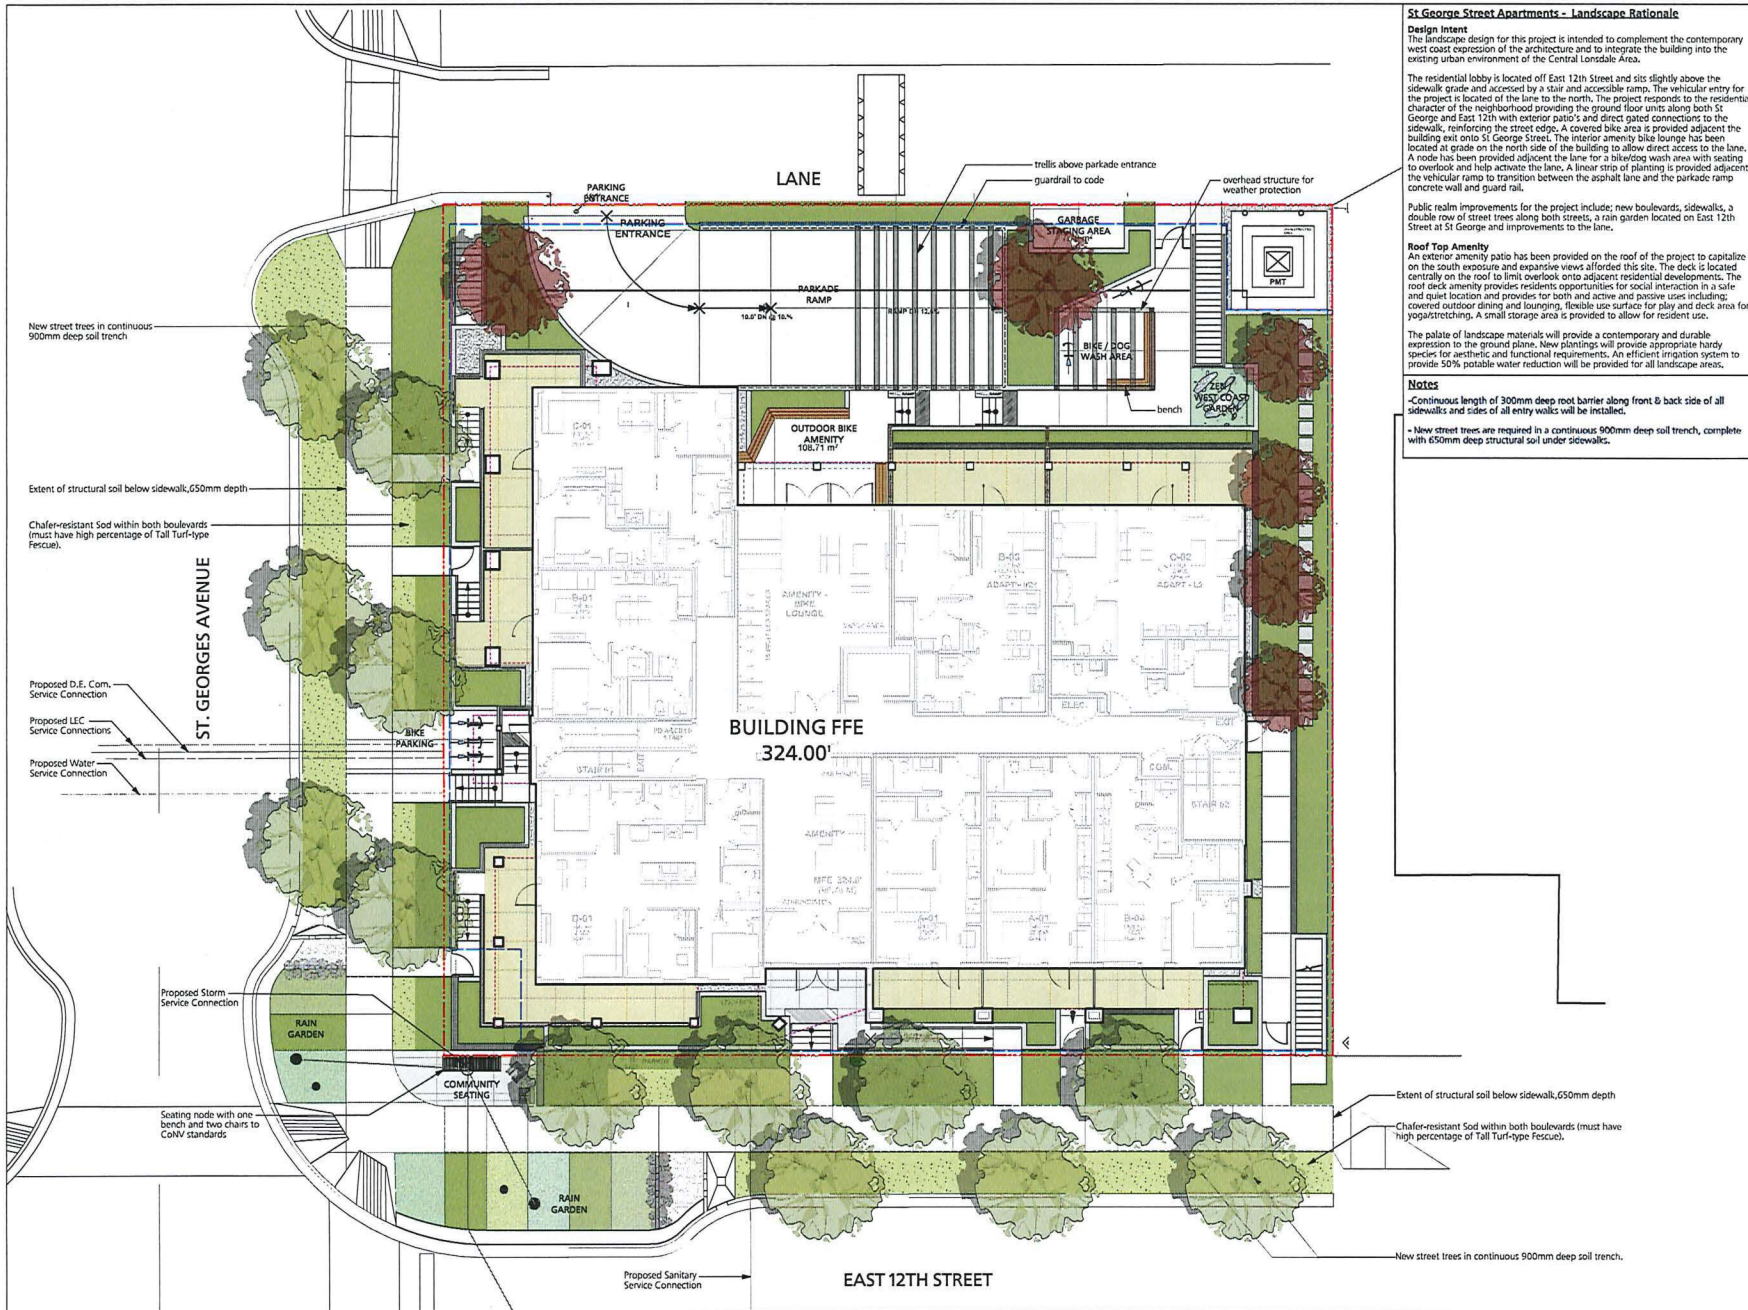 St George Street Apartments - Landscape Rationale
Design Intent
The landscape design for this project is intended to complement the contemporary
west coast expression of the architecture and to integrate the building into the
existing urban environment of the Central Lonsdale Area.
The residential lobby is located off East 12th Street and sits slightly above the
sidewalk grade and accessed by a stair and accessible ramp. The vehicular entry for
the project is located of the lane to the north. The project responds to the residentia
character of the neighborhood providing the ground floor units along both St
George and East 12th with exterior patio's and direct gated connections to the
sidewalk, reinforcing the street edge. A covered bike area is provided adjacent the
building exit onto St George Street. The interior amenity bike lounge has been
located at grade on the north side of the building to allow direct access to the lane.
A node has been provided adjacent the lane for a bike/dog wash area with seating
to overlook and help activate the lane. A linear strip of planting is provided adjacent
the vehicular ramp to transition between the asphalt lane and the parkade ramp
concrete wall and guard rail.
Public realm improvements for the project include; new boulevards, sidewalks, a
double row of street trees along both streets, a rain garden located on East 12th
Street at St George and improvements to the lane.
Roof Top Amenity
An exterior amenity patio has been provided on the roof of the project to capitalize
on the south exposure and expansive views afforded this site. The deck is located
centrally on the roof to limit overlook onto adjacent residential developments. The
roof deck amenity provides residents opportunities for social interaction in a safe
and quiet location and provides for both and active and passive uses including;
covered outdoor dining and lounging, flexible use surface for play and deck area for
yoga/stretching. A small storage area is provided to allow for resident use.
The palate of landscape materials will provide a contemporary and durable
expression to the ground plane. New plantings will provide appropriate hardy
species for aesthetic and functional requirements. An efficient irrigation system to
provide 50% potable water reduction will be provided for all landscape areas.
Notes
-Continuous length of 300mm deep root barrier along front & back side of all
sidewalks and sides of all entry walks will be installed.
- New street trees are required in a continuous 900mm deep soil trench, complete
with 650mm deep structural soil under sidewalks.
LANE
trellis above parkade entrance
guardrail to code
overhead structure for
weather protection
PARKING
ENTRANCE
PARKING
ENTRANCE
GARBAGE
STAGING AREA
PMT
PARKADE
RAMP
BIKE / DOG
WASH AREA
ZEN
WEST COAST
GARDEN
bench
OUTDOOR BIKE
AMENITY
108.71 m²
New street trees in continuous
900mm deep soil trench
Extent of structural soil below sidewalk,650mm depth
Chafer-resistant Sod within both boulevards
(must have high percentage of Tall Turf-type
Fescue).
ST. GEORGES AVENUE
Proposed D.E. Com.
Service Connection
Proposed LEC
Service Connections
Proposed Water
Service Connection
BIKE
PARKING
C-01
B-01
AMENITY -
BIKE
LOUNGE
C-02
ELEC.
EXIT
BUILDING FFE
324.00'
STAIR 01
EXIT
COM.
STAIR 02
AMENITY
D-01
A-01
A-01
Proposed Storm
Service Connection
RAIN
GARDEN
COMMUNITY
SEATING
Seating node with one
bench and two chairs to
CoNV standards
RAIN
GARDEN
Extent of structural soil below sidewalk,650mm depth
Chafer-resistant Sod within both boulevards (must have
high percentage of Tall Turf-type Fescue).
New street trees in continuous 900mm deep soil trench.
Proposed Sanitary
Service Connection
EAST 12TH STREET